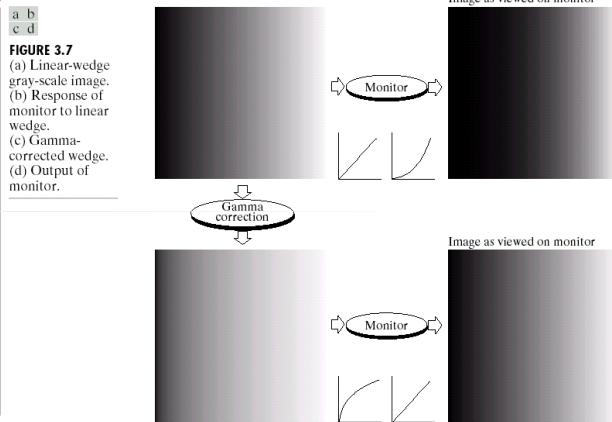 a b
c d
FIGURE 3.7
(a) Linear-wedge
gray-scale image.
(b) Response of
monitor to linear
wedge.
(c) Gamma-
corrected wedge.
(d) Output of
monitor.
Image as viewed on monitor
Monitor
Gamma
correction
Image as viewed on monitor
Monitor